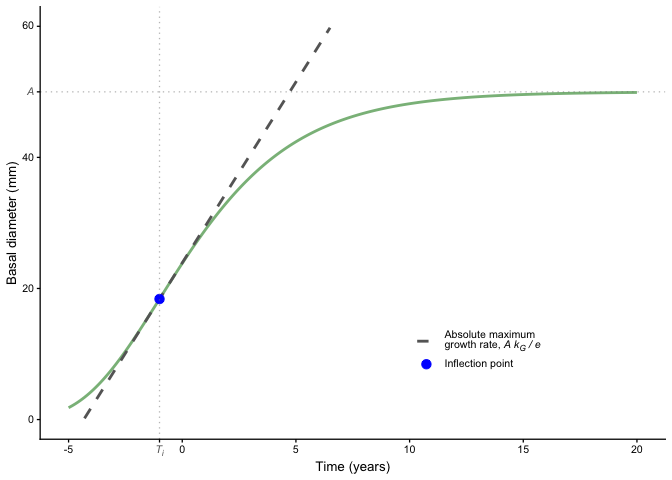 60
A
40
20
0
Basal diameter (mm)
Absolute maximum
growth rate, A k_G / e
Inflection point
-5
T_i
0
5
10
15
20
Time (years)